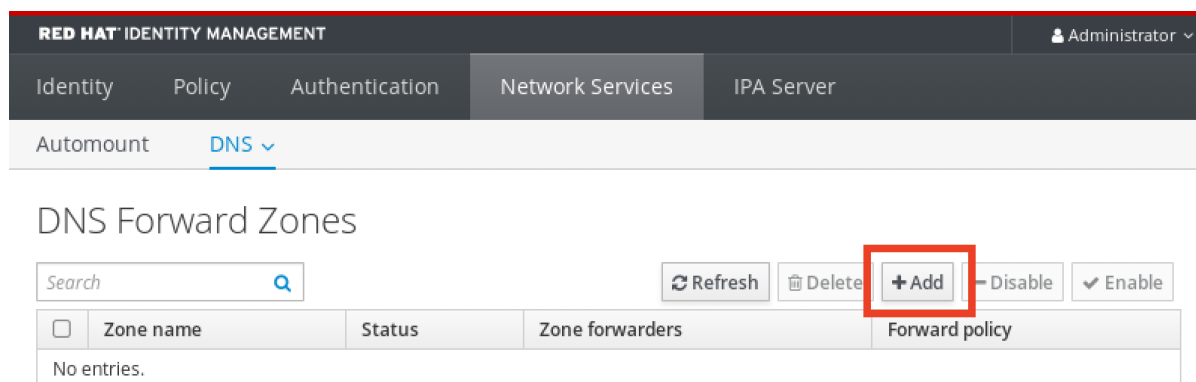 RED HAT® IDENTITY MANAGEMENT Administrator
Identity Policy Authentication Network Services IPA Server
Automount DNS
DNS Forward Zones
Search Refresh Delete Add Disable Enable
Zone name Status Zone forwarders Forward policy
No entries.